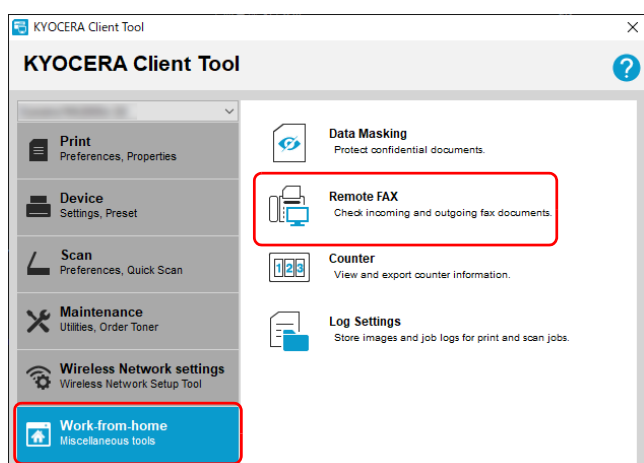 KYOCERA Client Tool
KYOCERA Client Tool
?
Print
Preferences, Properties
Device
Settings, Preset
Scan
Preferences, Quick Scan
Maintenance
Utilities, Order Toner
Wireless Network settings
Wireless Network Setup Tool
Work-from-home
Miscellaneous tools
Data Masking
Protect confidential documents.
Remote FAX
Check incoming and outgoing fax documents.
123
Counter
View and export counter information.
Log Settings
Store images and job logs for print and scan jobs.